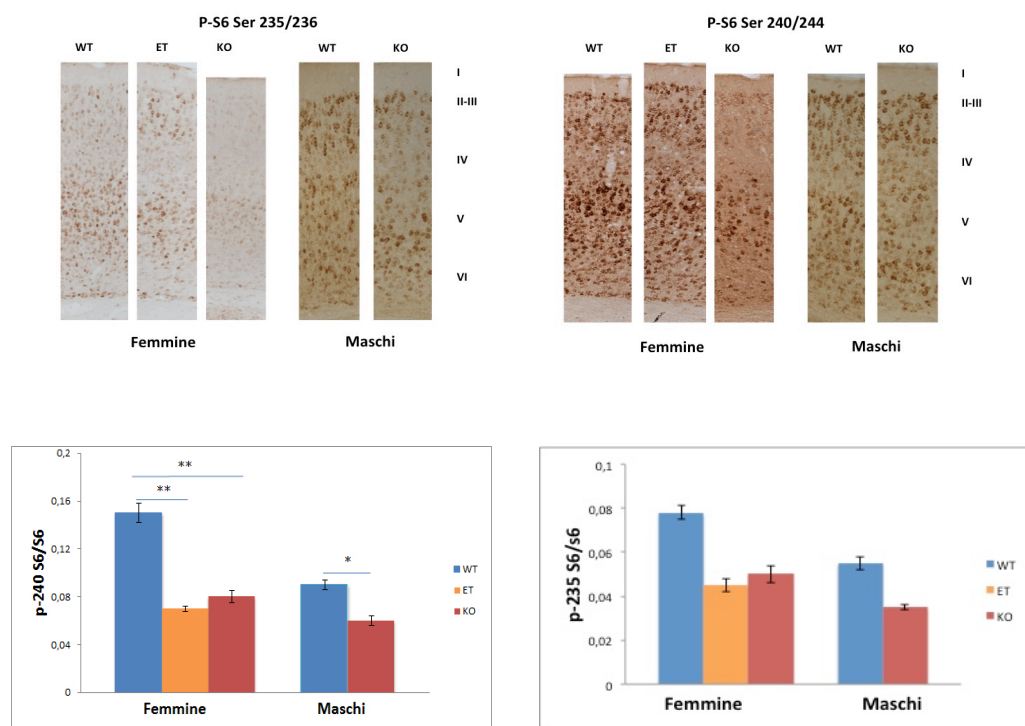 P-S6 Ser 235/236
WT ET KO WT KO
I
II-III
IV
V
VI
Femmine Maschi
P-S6 Ser 240/244
WT ET KO WT KO
I
II-III
IV
V
VI
Femmine Maschi
p-240 S6/S6
0,2
0,16
0,12
0,08
0,04
0
**
**
*
WT
ET
KO
Femmine Maschi
p-235 S6/s6
0,1
0,08
0,06
0,04
0,02
0
WT
ET
KO
Femmine Maschi